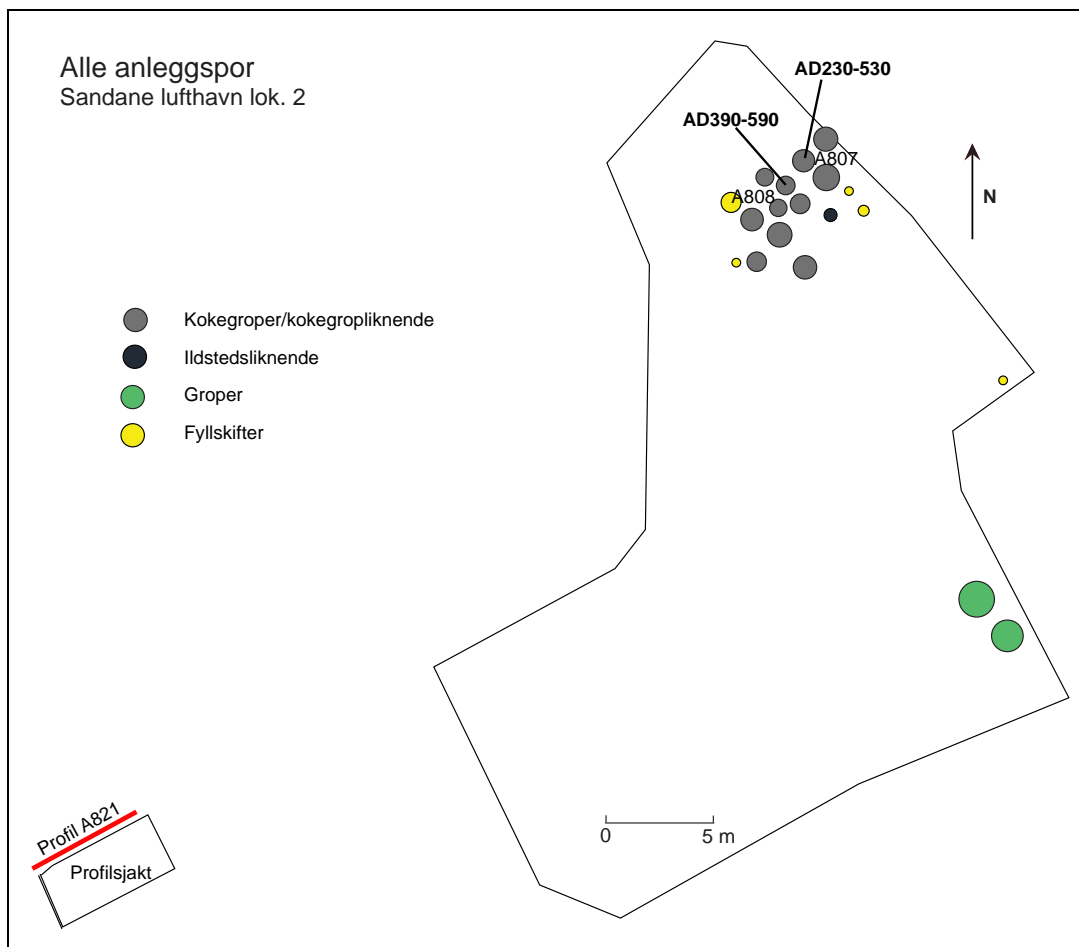 Alle anleggspor
Sandane lufthavn lok. 2
AD230-530
AD390-590
A807
A808
N
Kokegroper/kokegropliknende
Ildstedsliknende
Groper
Fyllskifter
0 5 m
Profil A821
Profilsjakt